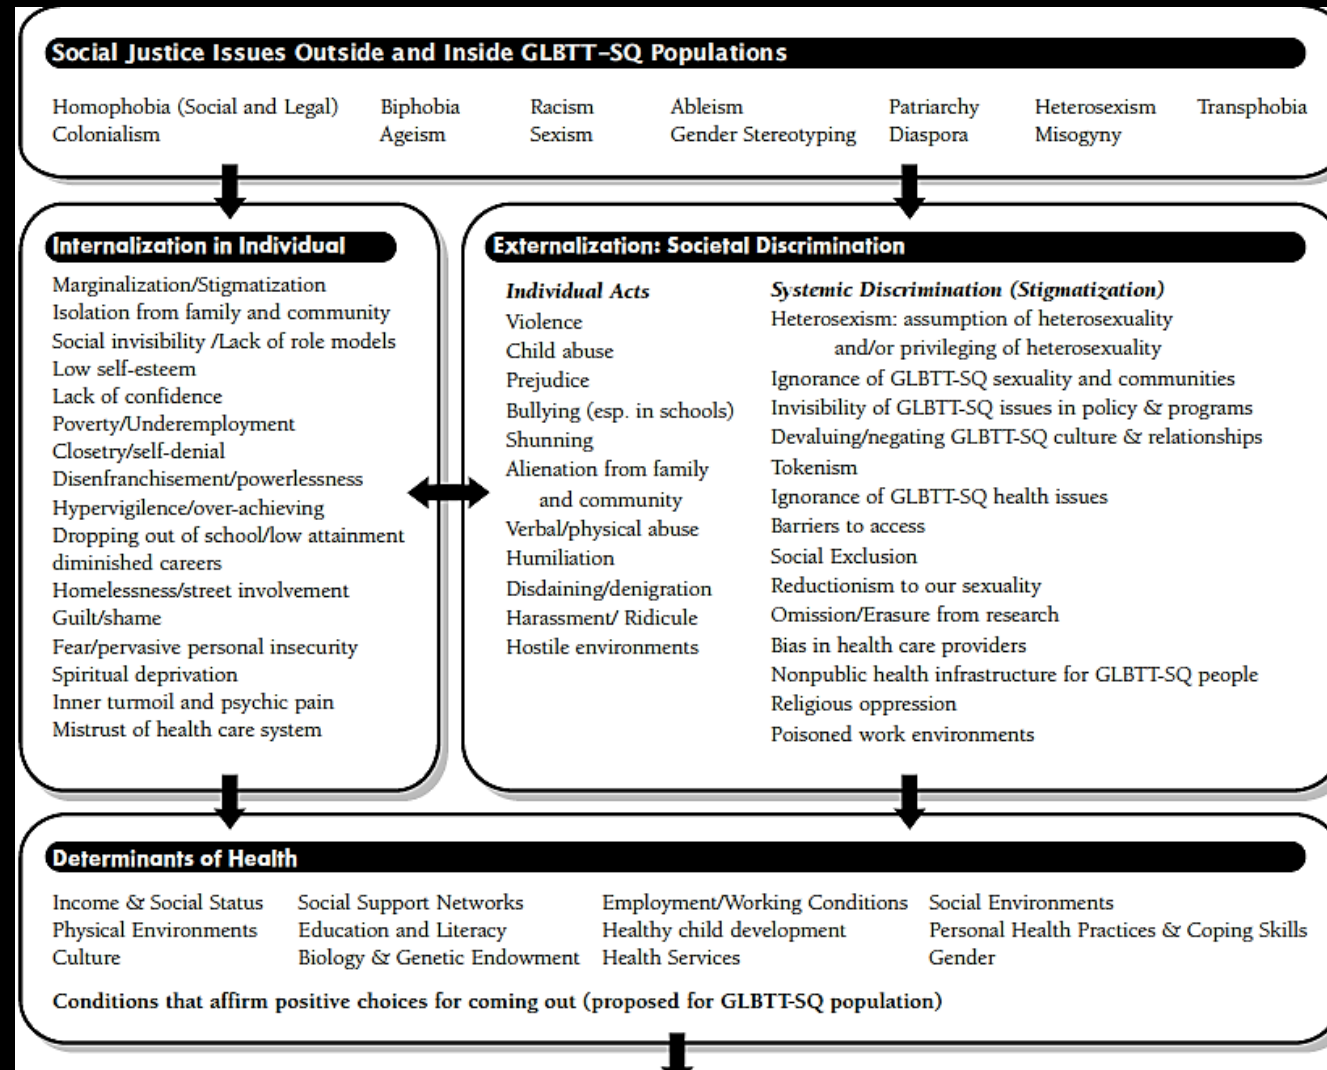 Social Justice Issues Outside and Inside GLBTT-SQ Populations
Homophobia (Social and Legal) Biphobia Racism Ableism Patriarchy Heterosexism Transphobia
Colonialism Ageism Sexism Gender Stereotyping Diaspora Misogyny
Internalization in Individual
Marginalization/Stigmatization
Isolation from family and community
Social invisibility /Lack of role models
Low self-esteem
Lack of confidence
Poverty/Underemployment
Closetry/self-denial
Disenfranchisement/powerlessness
Hypervigilence/over-achieving
Dropping out of school/low attainment
diminished careers
Homelessness/street involvement
Guilt/shame
Fear/pervasive personal insecurity
Spiritual deprivation
Inner turmoil and psychic pain
Mistrust of health care system
Externalization: Societal Discrimination
Individual Acts
Violence
Child abuse
Prejudice
Bullying (esp. in schools)
Shunning
Alienation from family
and community
Verbal/physical abuse
Humiliation
Disdaining/denigration
Harassment/ Ridicule
Hostile environments
Systemic Discrimination (Stigmatization)
Heterosexism: assumption of heterosexuality
and/or privileging of heterosexuality
Ignorance of GLBTT-SQ sexuality and communities
Invisibility of GLBTT-SQ issues in policy & programs
Devaluing/negating GLBTT-SQ culture & relationships
Tokenism
Ignorance of GLBTT-SQ health issues
Barriers to access
Social Exclusion
Reductionism to our sexuality
Omission/Erasure from research
Bias in health care providers
Nonpublic health infrastructure for GLBTT-SQ people
Religious oppression
Poisoned work environments
Determinants of Health
Income & Social Status Social Support Networks Employment/Working Conditions Social Environments
Physical Environments Education and Literacy Healthy child development Personal Health Practices & Coping Skills
Culture Biology & Genetic Endowment Health Services Gender
Conditions that affirm positive choices for coming out (proposed for GLBTT-SQ population)